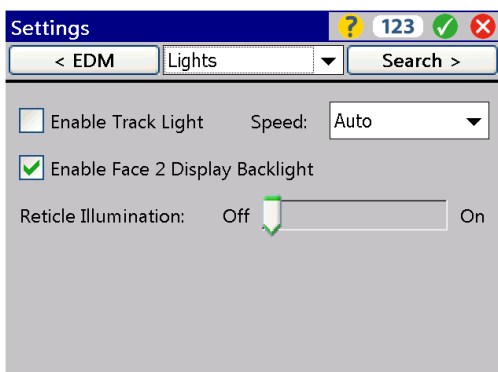 Settings ? 123
< EDM Lights Search >
Enable Track Light Speed: Auto
Enable Face 2 Display Backlight
Reticle Illumination: Off On